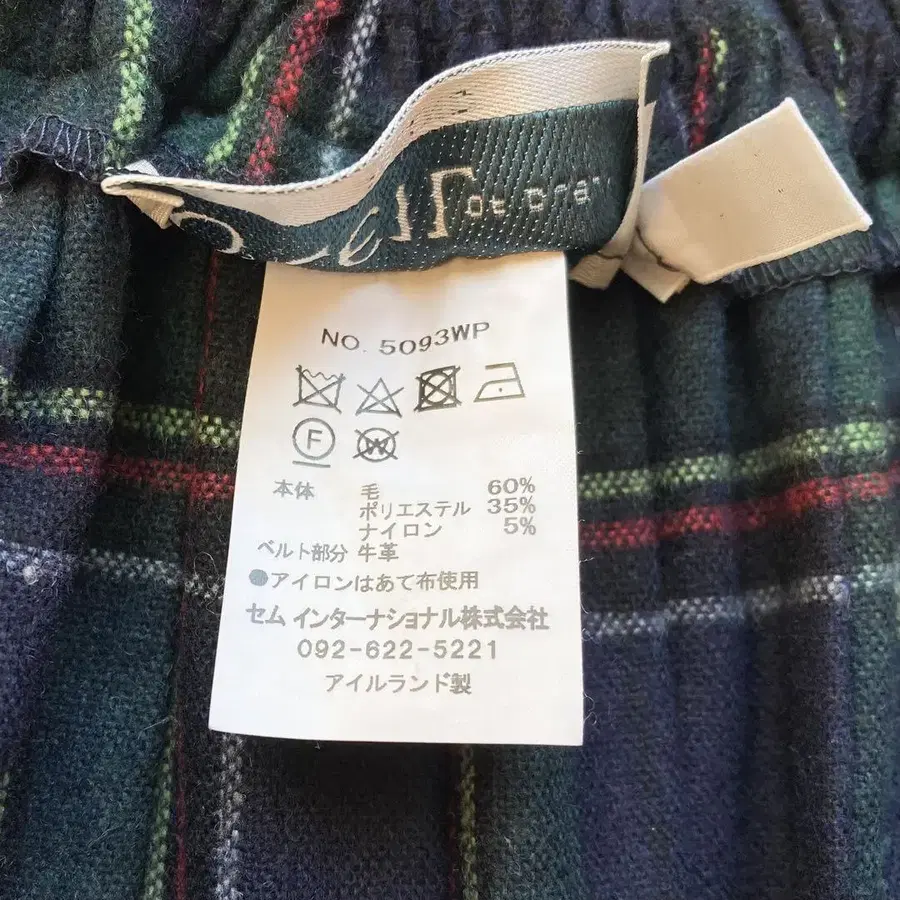 NO. 5093WP
F
W
本体 毛 60%
ポリエステル 35%
ナイロン 5%
ベルト部分 牛革
●アイロンはあて布使用
セム インターナショナル株式会社
092-622-5221
アイルランド製